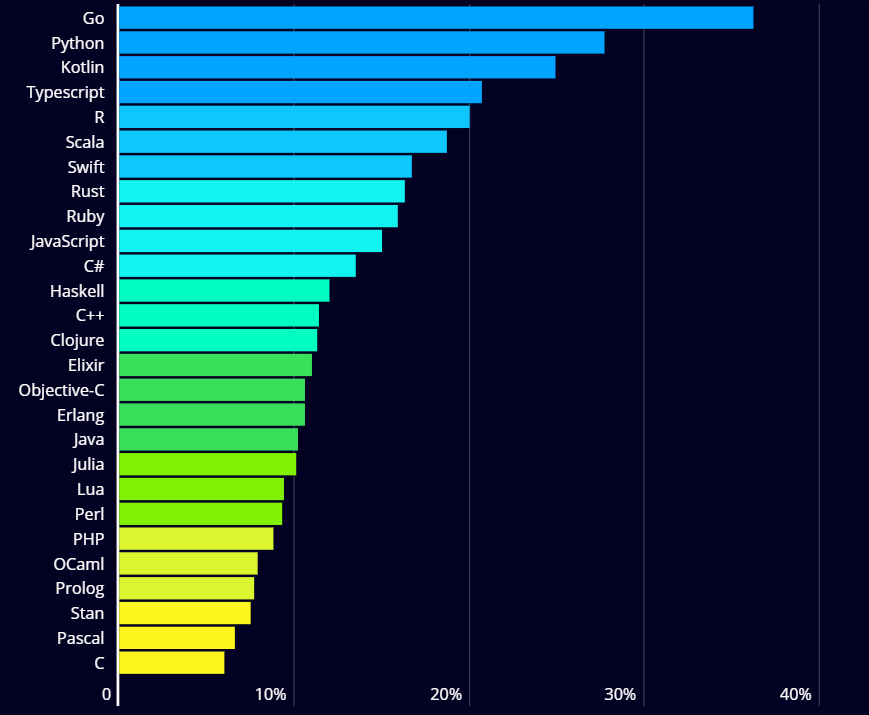 Go
Python
Kotlin
Typescript
R
Scala
Swift
Rust
Ruby
JavaScript
C#
Haskell
C++
Clojure
Elixir
Objective-C
Erlang
Java
Julia
Lua
Perl
PHP
OCaml
Prolog
Stan
Pascal
C
0 10% 20% 30% 40%